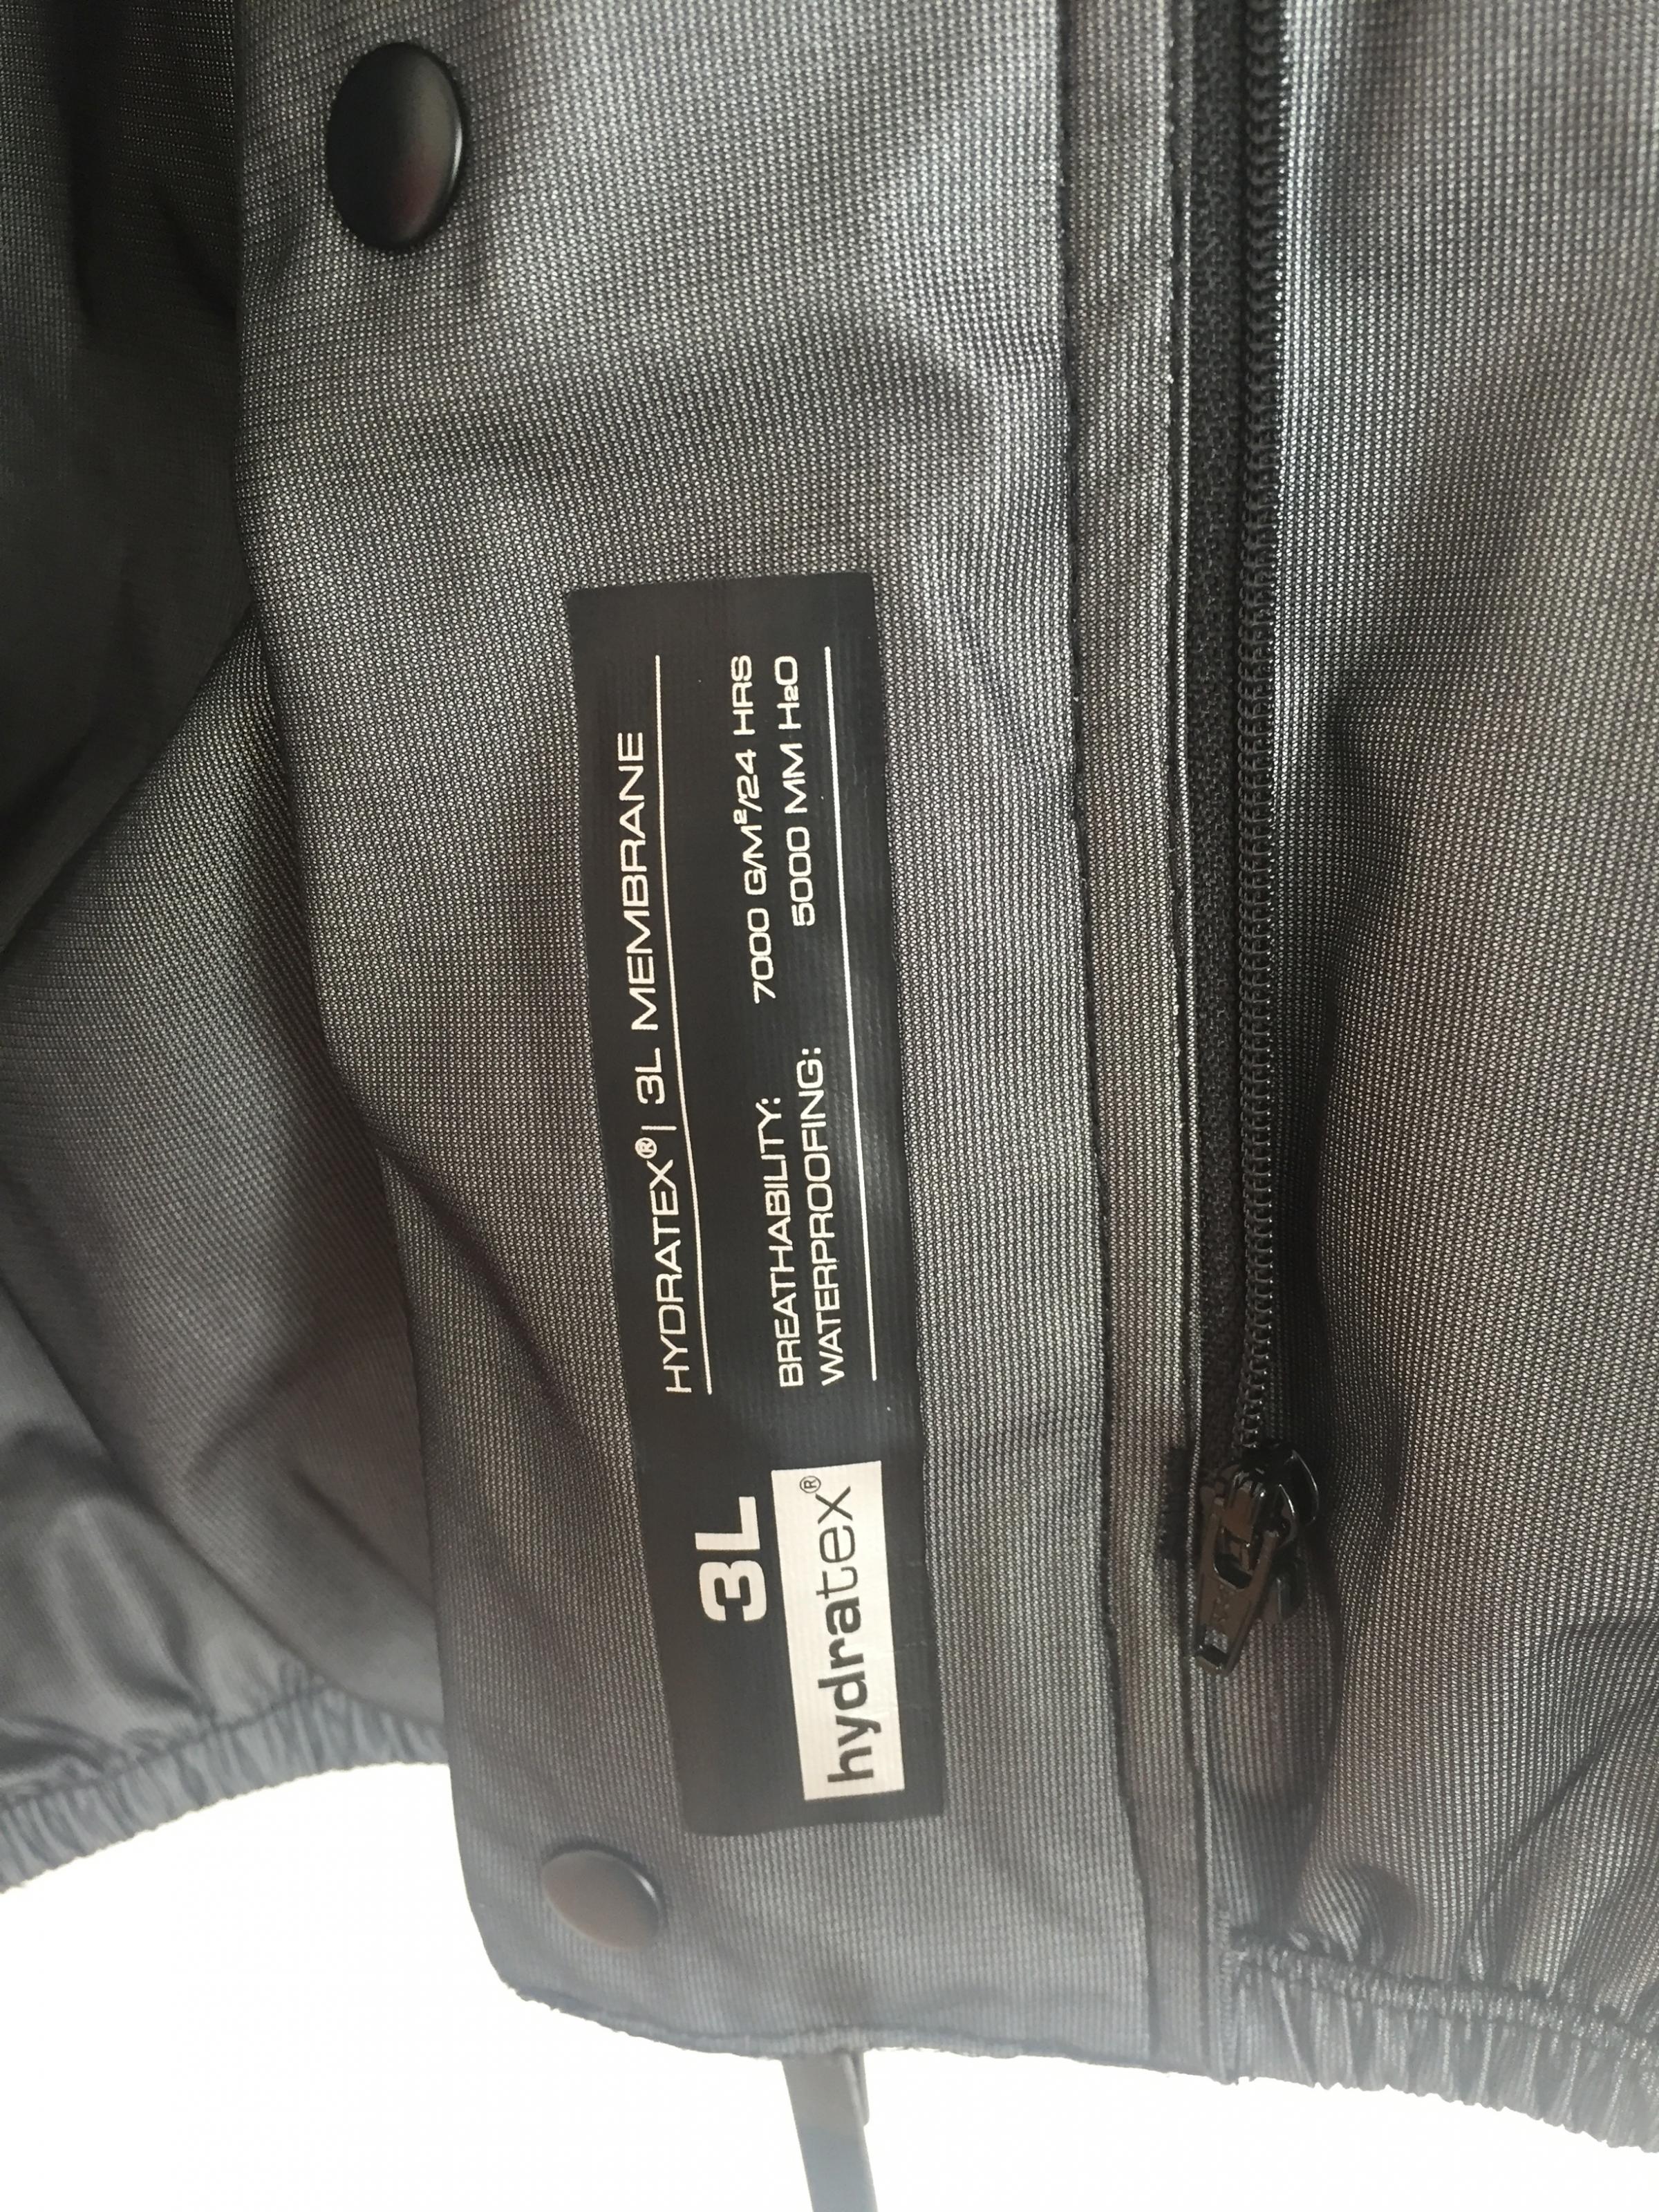 3L
hydratex®
HYDRATEX® | 3L MEMBRANE
BREATHABILITY: 7000 G/M²/24 HRS
WATERPROOFING: 5000 MM H₂O